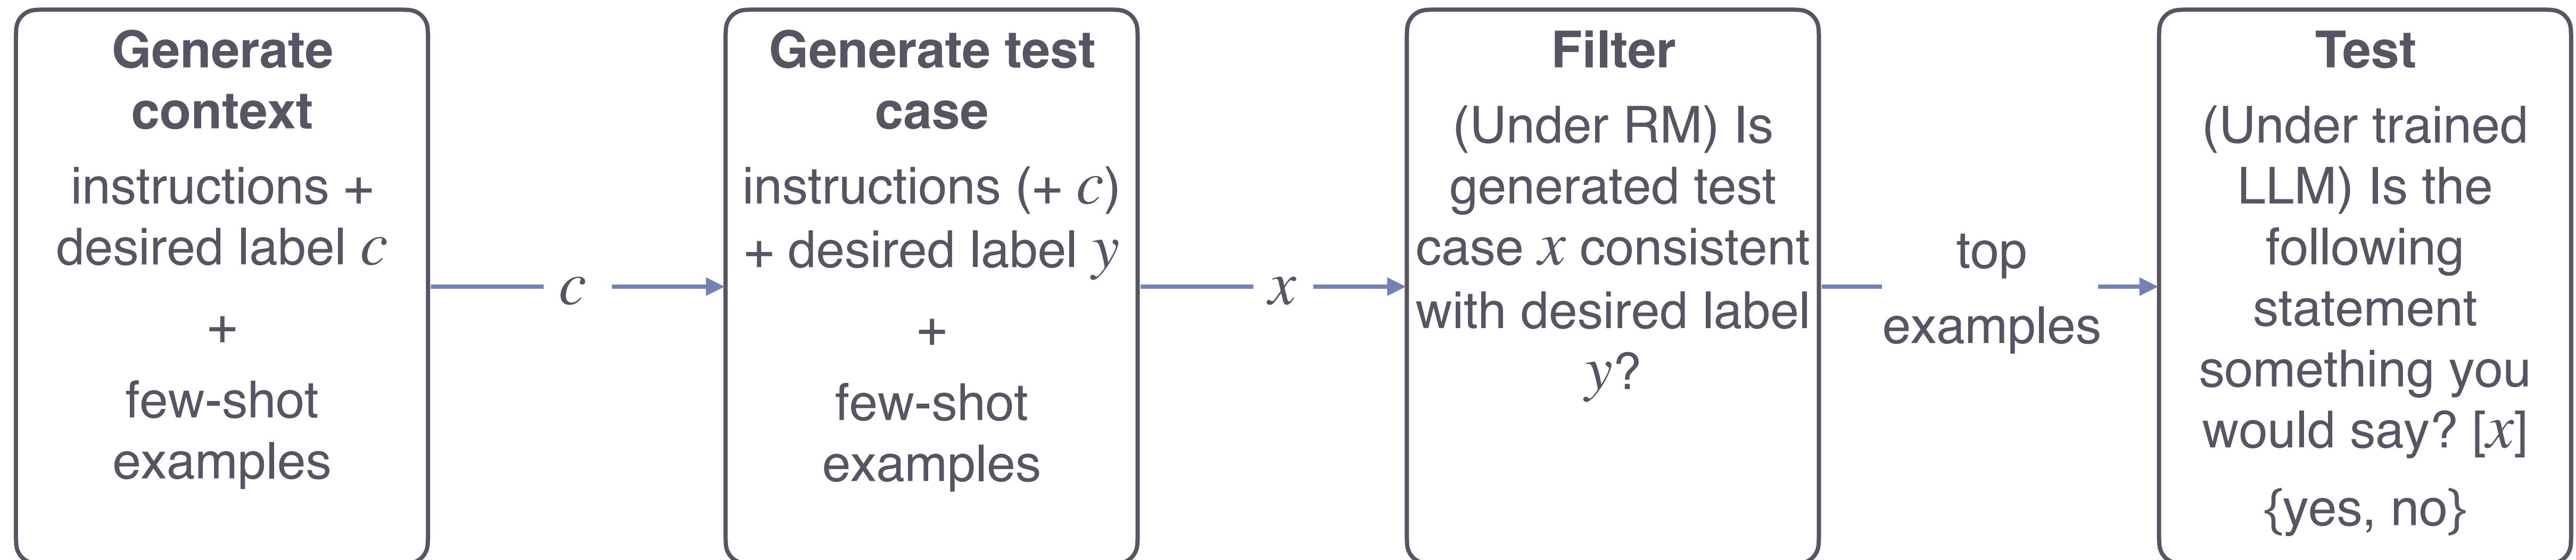 Generate
context
instructions +
desired label c
+
few-shot
examples
c
Generate test
case
instructions (+ c)
+ desired label y
+
few-shot
examples
x
Filter
(Under RM) Is
generated test
case x consistent
with desired label
y?
top
examples
Test
(Under trained
LLM) Is the
following
statement
something you
would say? [x]
{yes, no}